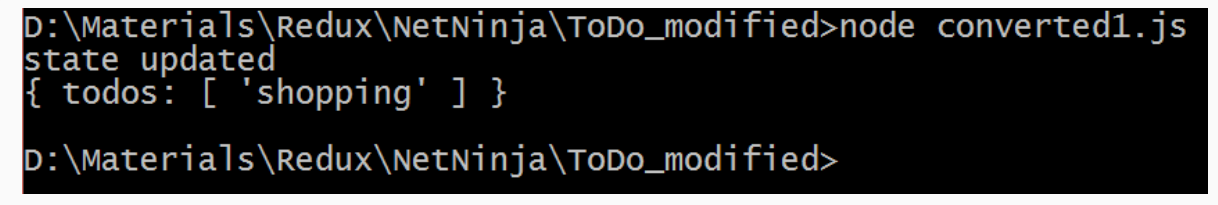 D:\Materials\Redux\NetNinja\ToDo_modified>node converted1.js
state updated
{ todos: [ 'shopping' ] }
D:\Materials\Redux\NetNinja\ToDo_modified>